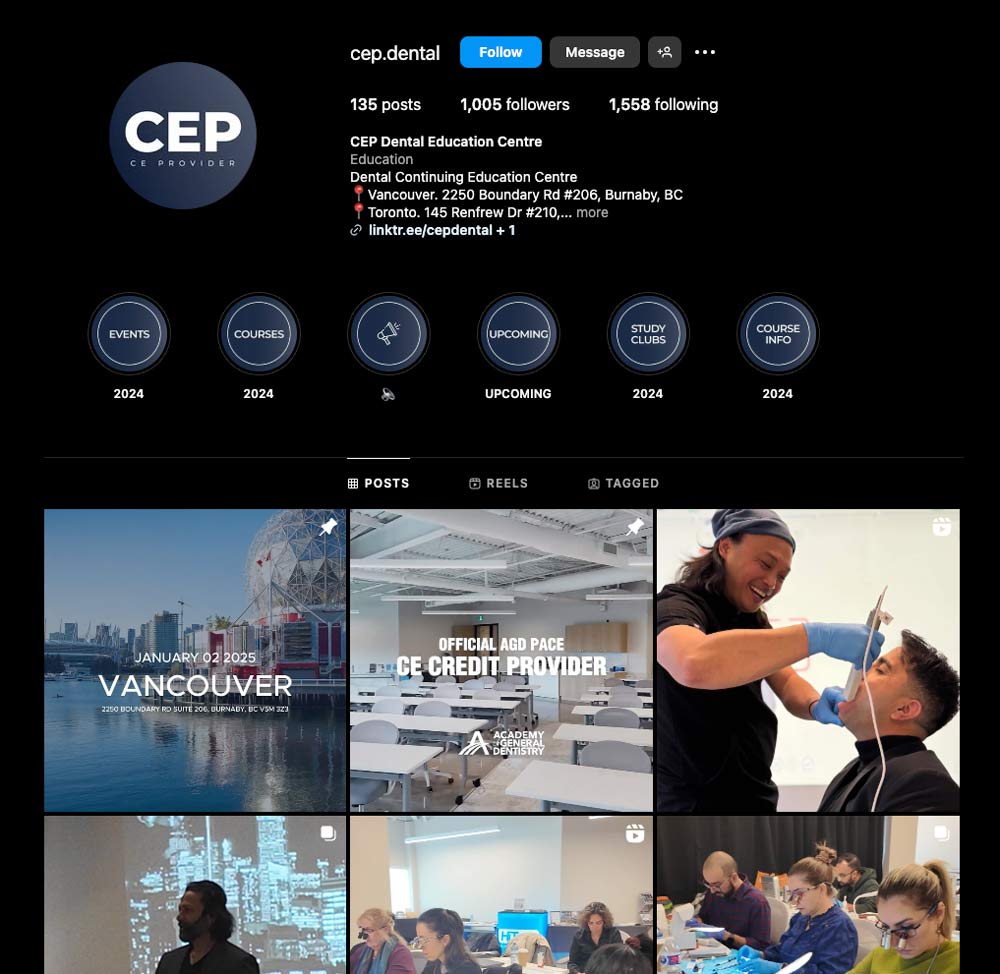 cep.dental
Follow
Message
135 posts
1,005 followers
1,558 following
CEP
CE PROVIDER
CEP Dental Education Centre
Education
Dental Continuing Education Centre
📍Vancouver. 2250 Boundary Rd #206, Burnaby, BC
📍Toronto. 145 Renfrew Dr #210,... more
linktr.ee/cepdental + 1
EVENTS
COURSES
UPCOMING
STUDY
CLUBS
COURSE
INFO
2024
2024
UPCOMING
2024
2024
POSTS
REELS
TAGGED
JANUARY 02 2025
VANCOUVER
2250 BOUNDARY RD SUITE 206, BURNABY, BC V5M 3Z3
OFFICIAL AGD PACE
CE CREDIT PROVIDER
ACADEMY
OF GENERAL
DENTISTRY